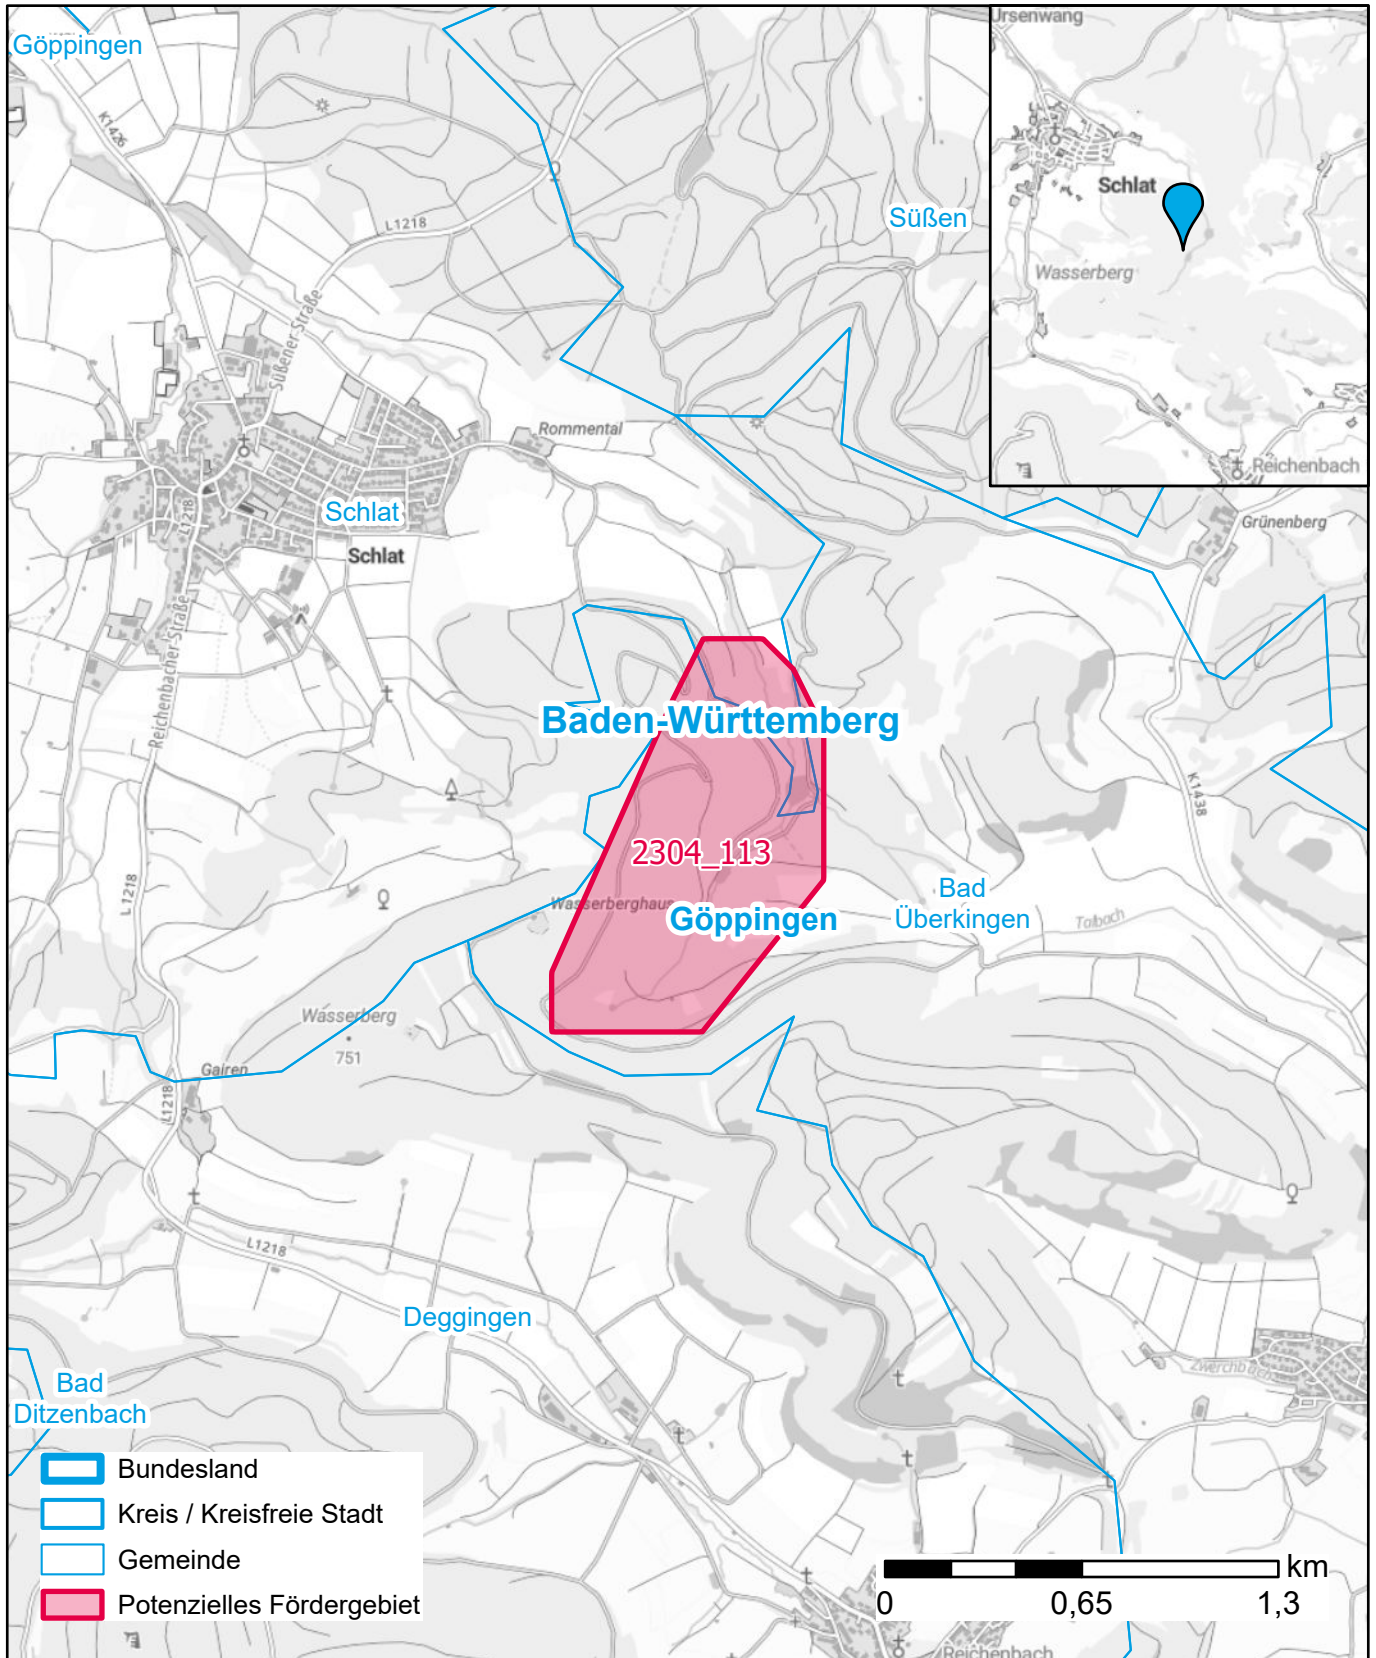 Göppingen
K1426
L1218
Süßen
Süßener-Straße
Rommental
Schlat
L1218
Schlat
Reichenbacher-Straße
Grünenberg
Ursenwang
Schlat
Wasserberg
Reichenbach
Baden-Württemberg
K1438
2304_113
L1218
Wasserberghaus
Göppingen
Bad
Überkingen
Talbach
Wasserberg
751
Gairen
L1218
L1218
Deggingen
Bad
Ditzenbach
Reichenbach
Bundesland
Kreis / Kreisfreie Stadt
Gemeinde
Potenzielles Fördergebiet
km
0 0,65 1,3